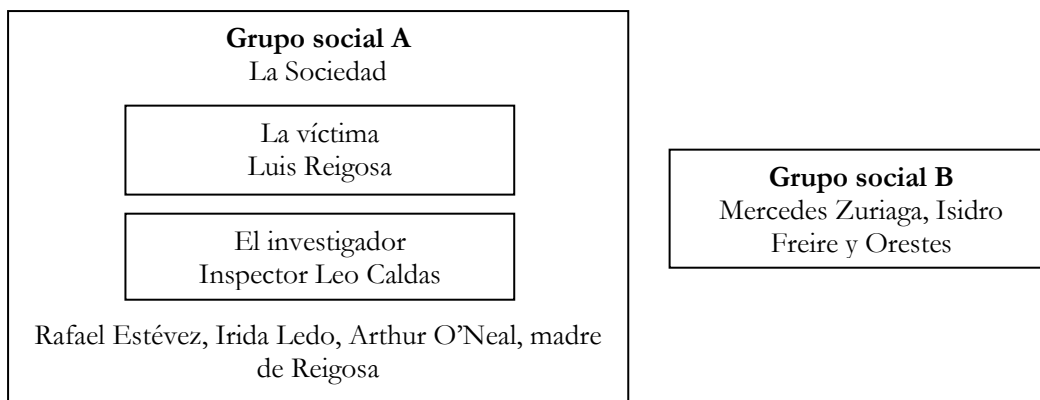 Grupo social A
La Sociedad
La víctima
Luis Reigosa
El investigador
Inspector Leo Caldas
Rafael Estévez, Irida Ledo, Arthur O’Neal, madre
de Reigosa
Grupo social B
Mercedes Zuriaga, Isidro
Freire y Orestes